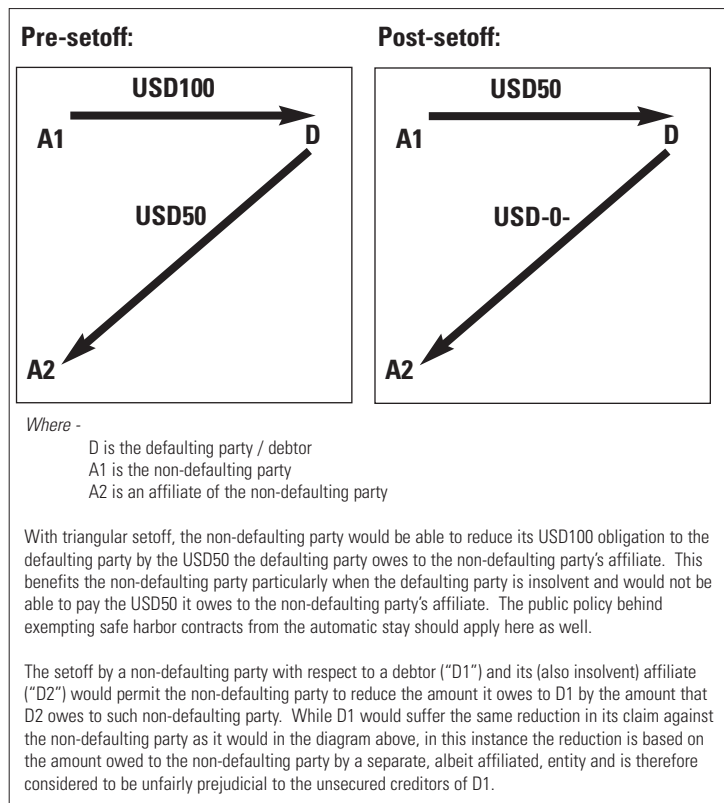 Pre-setoff:
Post-setoff:
USD100
A1
D
USD50
A2
USD50
A1
D
USD-0-
A2
Where -
D is the defaulting party / debtor
A1 is the non-defaulting party
A2 is an affiliate of the non-defaulting party
With triangular setoff, the non-defaulting party would be able to reduce its USD100 obligation to the
defaulting party by the USD50 the defaulting party owes to the non-defaulting party's affiliate.  This
benefits the non-defaulting party particularly when the defaulting party is insolvent and would not be
able to pay the USD50 it owes to the non-defaulting party's affiliate.  The public policy behind
exempting safe harbor contracts from the automatic stay should apply here as well.
The setoff by a non-defaulting party with respect to a debtor ("D1") and its (also insolvent) affiliate
("D2") would permit the non-defaulting party to reduce the amount it owes to D1 by the amount that
D2 owes to such non-defaulting party.  While D1 would suffer the same reduction in its claim against
the non-defaulting party as it would in the diagram above, in this instance the reduction is based on
the amount owed to the non-defaulting party by a separate, albeit affiliated, entity and is therefore
considered to be unfairly prejudicial to the unsecured creditors of D1.